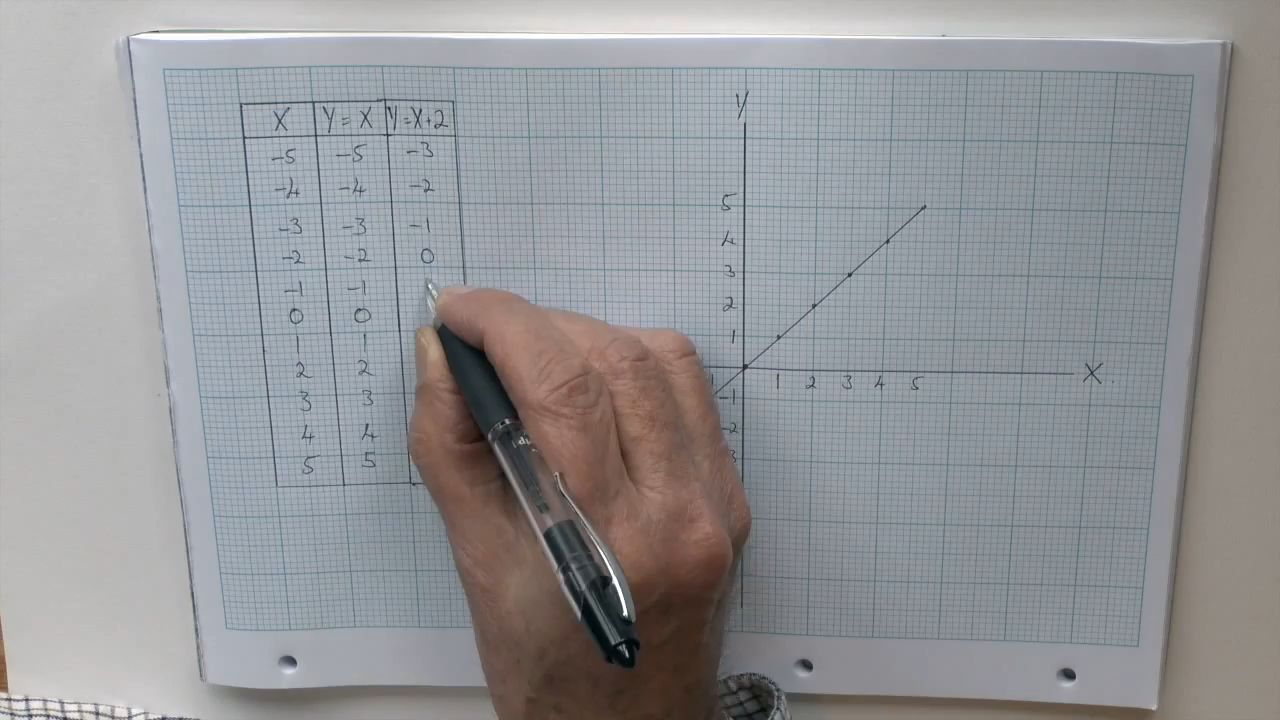 X Y = X Y = X + 2
-5 -5 -3
-4 -4 -2
-3 -3 -1
-2 -2 0
-1 -1
0 0
1 1
2 2
3 3
4 4
5 5
Y
5
4
3
2
1
X
1 2 3 4 5
-1
-2
3